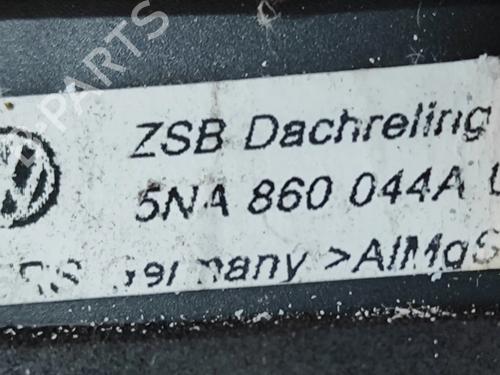 ZSB Dachreling
5NA 860 044A
Germany >AlMgS